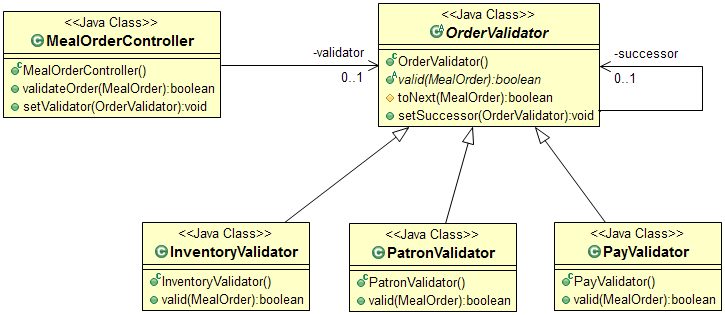 <<Java Class>>
MealOrderController
MealOrderController()
validateOrder(MealOrder):boolean
setValidator(OrderValidator):void
-validator
0..1
<<Java Class>>
OrderValidator
OrderValidator()
valid(MealOrder):boolean
toNext(MealOrder):boolean
setSuccessor(OrderValidator):void
-successor
0..1
<<Java Class>>
InventoryValidator
InventoryValidator()
valid(MealOrder):boolean
<<Java Class>>
PatronValidator
PatronValidator()
valid(MealOrder):boolean
<<Java Class>>
PayValidator
PayValidator()
valid(MealOrder):boolean